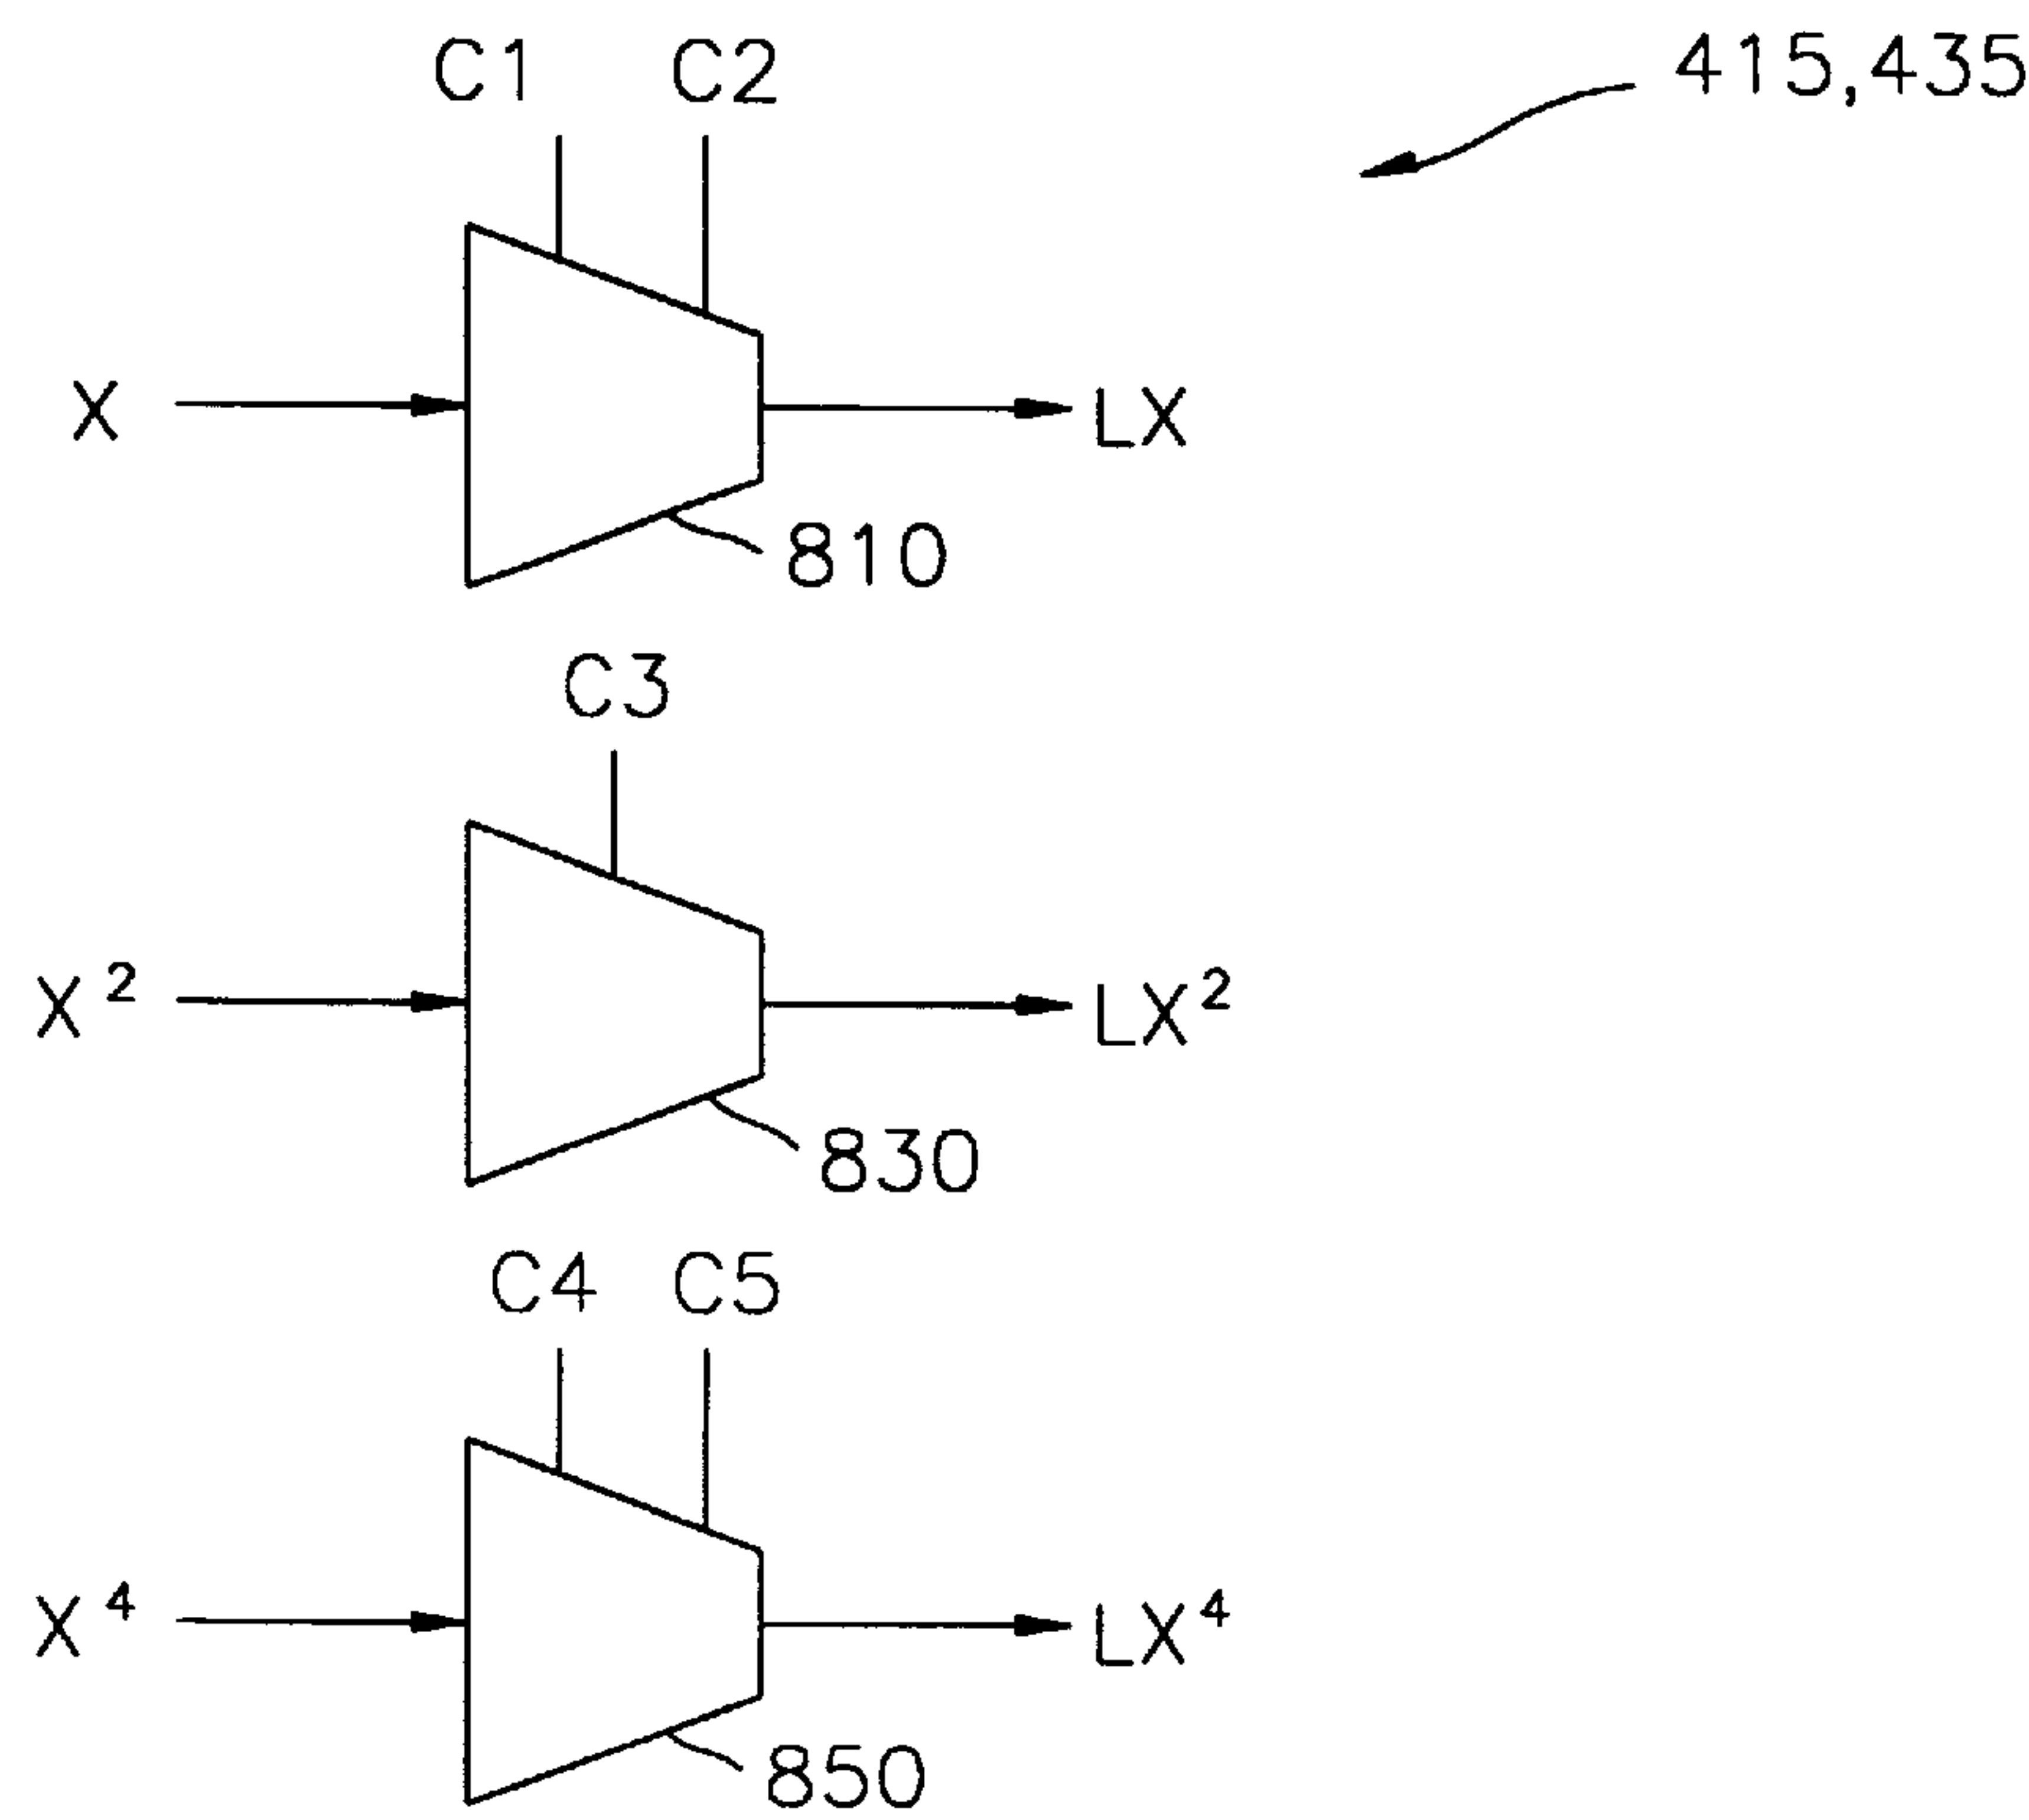 C1 C2
415,435
X
LX
810
C3
X²
LX²
830
C4 C5
X⁴
LX⁴
850